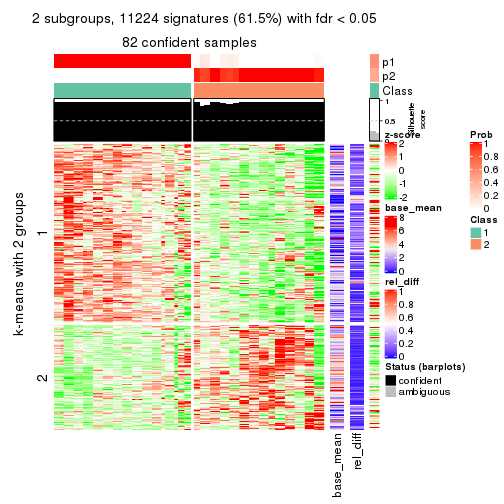 2 subgroups, 11224 signatures (61.5%) with fdr < 0.05
82 confident samples
p1
p2
Class
1
0.5
0
Silhouette
score
k-means with 2 groups
1
2
z-score
2
1
0
-1
-2
base_mean
8
6
4
2
0
rel_diff
1
0.8
0.6
0.4
0.2
0
Status (barplots)
confident
ambiguous
Prob
1
0.8
0.6
0.4
0.2
0
Class
1
2
base_mean
rel_diff